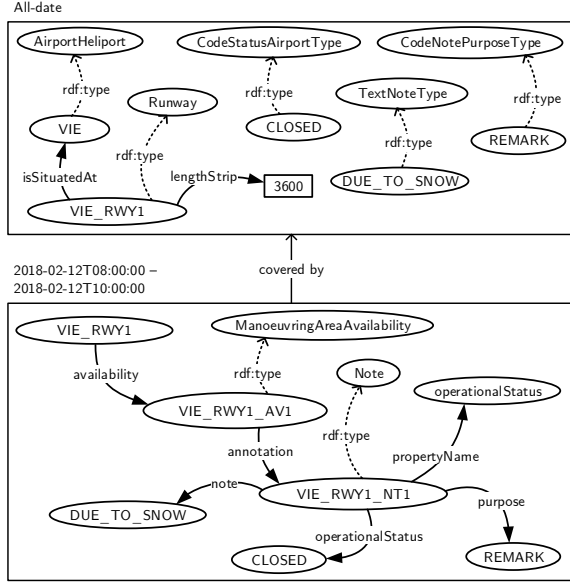 All-date
AirportHeliport
CodeStatusAirportType
CodeNotePurposeType
rdf:type
Runway
rdf:type
TextNoteType
rdf:type
VIE
CLOSED
rdf:type
rdf:type
REMARK
isSituatedAt
lengthStrip
3600
DUE_TO_SNOW
VIE_RWY1
2018-02-12T08:00:00 –
2018-02-12T10:00:00
covered by
VIE_RWY1
ManoeuvringAreaAvailability
availability
rdf:type
Note
operationalStatus
VIE_RWY1_AV1
rdf:type
annotation
propertyName
note
VIE_RWY1_NT1
purpose
DUE_TO_SNOW
operationalStatus
CLOSED
REMARK